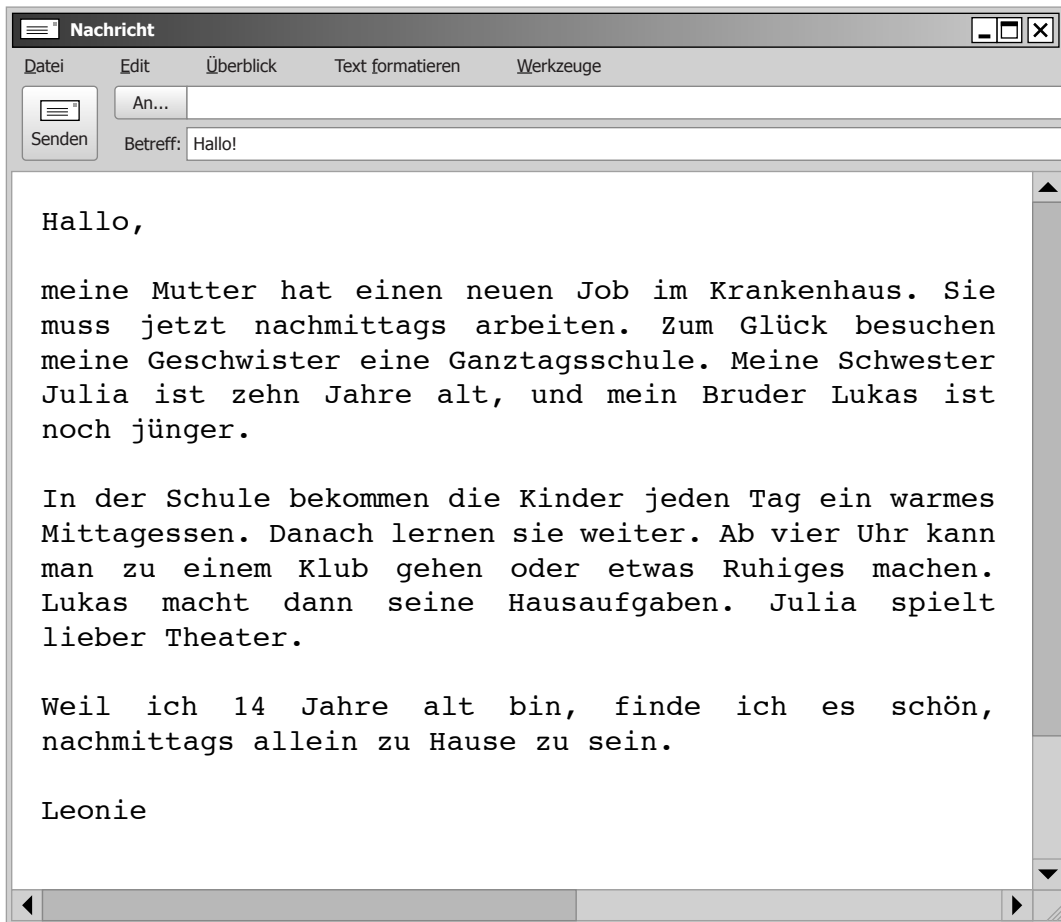 Nachricht
Datei Edit Überblick Text formatieren Werkzeuge
An...
Senden
Betreff: Hallo!
Hallo,
meine Mutter hat einen neuen Job im Krankenhaus. Sie
muss jetzt nachmittags arbeiten. Zum Glück besuchen
meine Geschwister eine Ganztagsschule. Meine Schwester
Julia ist zehn Jahre alt, und mein Bruder Lukas ist
noch jünger.
In der Schule bekommen die Kinder jeden Tag ein warmes
Mittagessen. Danach lernen sie weiter. Ab vier Uhr kann
man zu einem Klub gehen oder etwas Ruhiges machen.
Lukas macht dann seine Hausaufgaben. Julia spielt
lieber Theater.
Weil ich 14 Jahre alt bin, finde ich es schön,
nachmittags allein zu Hause zu sein.
Leonie